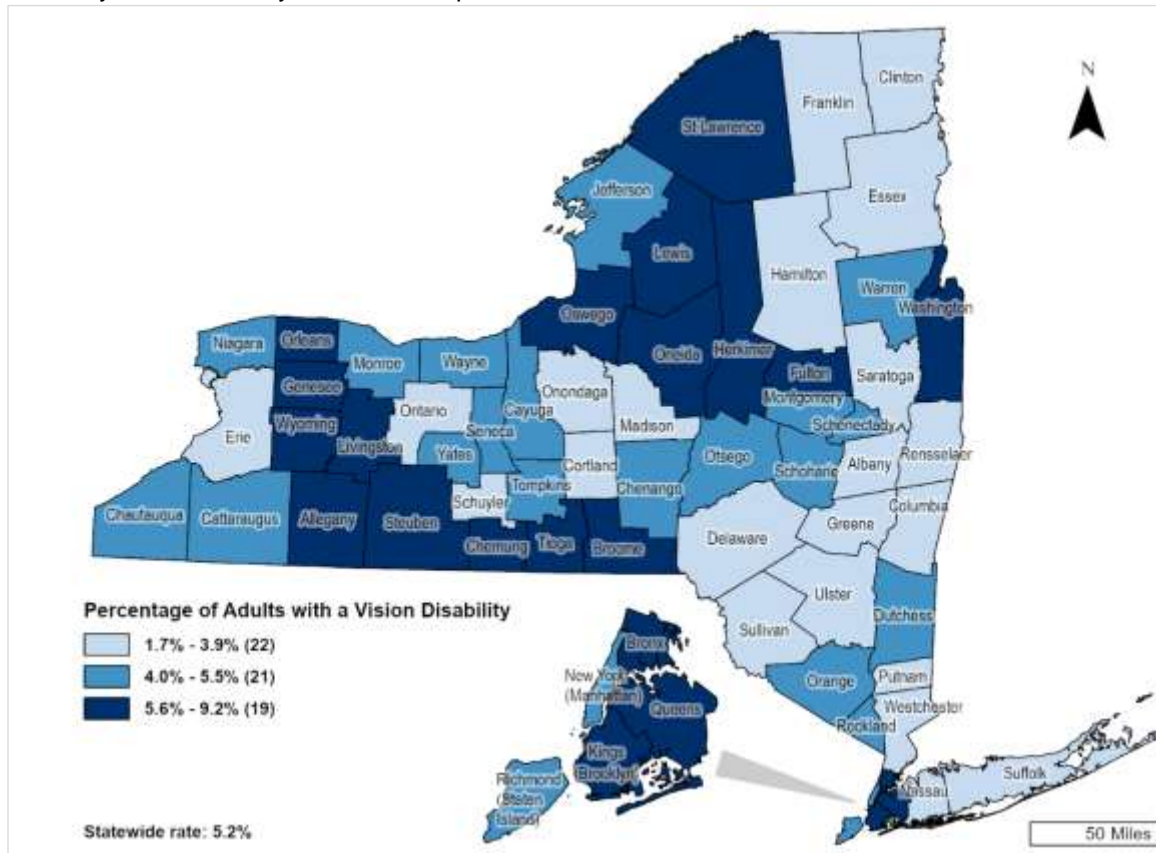 N
Clinton
Franklin
St Lawrence
Essex
Jefferson
Lewis
Hamilton
Warren
Washington
Oswego
Herkimer
Oneida
Orleans
Niagara
Monroe
Wayne
Fulton
Saratoga
Genesee
Onondaga
Montgomery
Ontario
Cayuga
Madison
Schenectady
Wyoming
Seneca
Erie
Livingston
Yates
Otsego
Albany
Rensselaer
Schoharie
Cortland
Tompkins
Chenango
Schuyler
Columbia
Chautauqua
Cattaraugus
Allegany
Steuben
Greene
Delaware
Chemung
Tioga
Broome
Ulster
Percentage of Adults with a Vision Disability
Dutchess
Sullivan
1.7% - 3.9% (22)
4.0% - 5.5% (21)
5.6% - 9.2% (19)
Bronx
New York
(Manhattan)
Queens
Orange
Putnam
Westchester
Rockland
Kings
Brooklyn
Richmond
(Staten
Island)
Suffolk
Nassau
Statewide rate: 5.2%
50 Miles